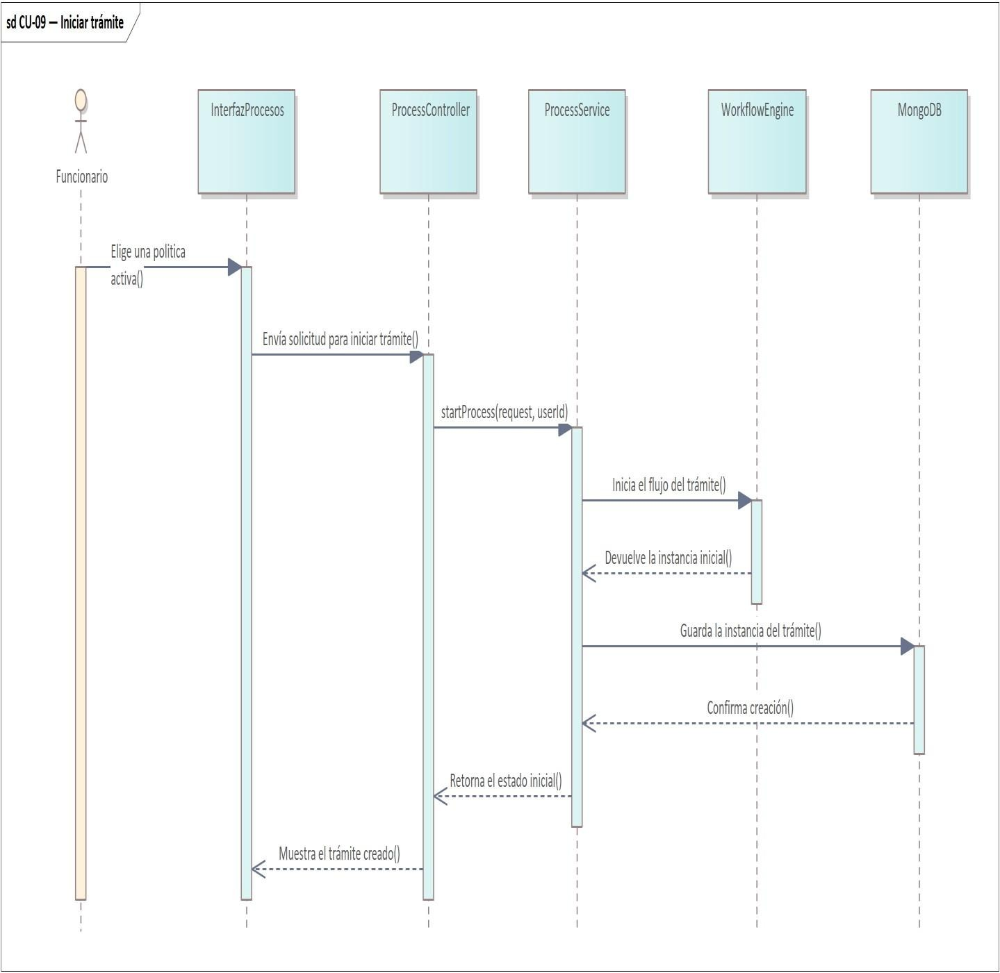 sd CU-09 — Iniciar trámite
InterfazProcesos
ProcessController
ProcessService
WorkflowEngine
MongoDB
Funcionario
Elige una politica
activa()
Envía solicitud para iniciar trámite()
startProcess(request, userId)
Inicia el flujo del trámite()
Devuelve la instancia inicial()
Guarda la instancia del trámite()
Confirma creación()
Retorna el estado inicial()
Muestra el trámite creado()